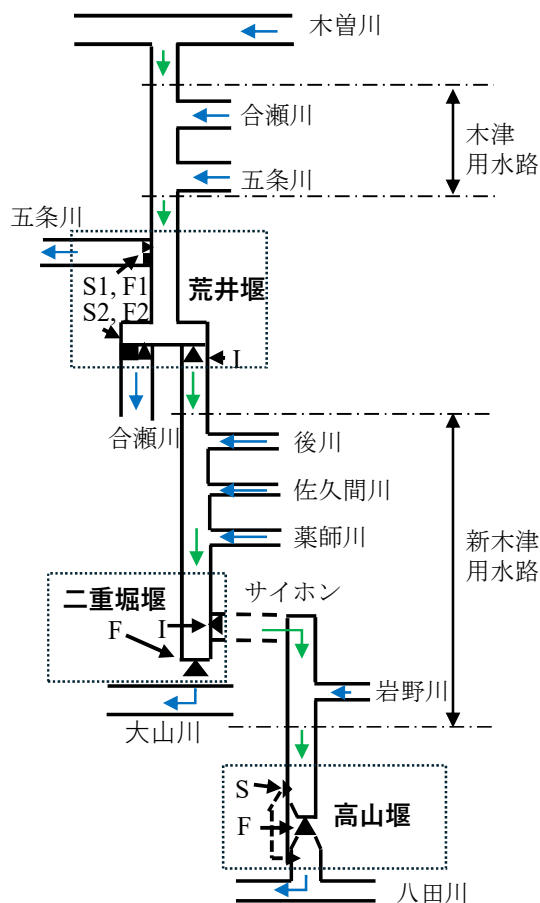 木曽川
合瀬川
木津
用水路
五条川
五条川
S1, F1
S2, F2
荒井堰
I
合瀬川
後川
佐久間川
薬師川
新木津
用水路
二重堀堰
サイホン
F
I
岩野川
大山川
S
高山堰
F
八田川